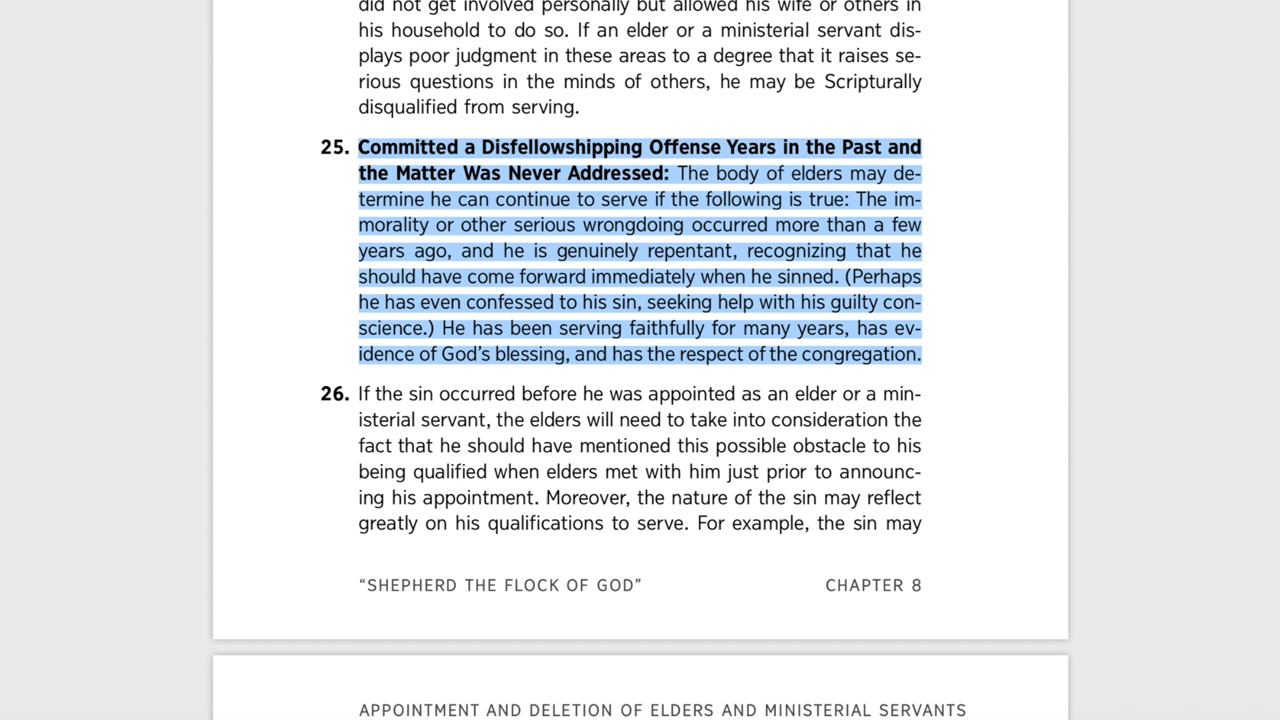 did not get involved personally but allowed his wife or others in
his household to do so. If an elder or a ministerial servant dis-
plays poor judgment in these areas to a degree that it raises se-
rious questions in the minds of others, he may be Scripturally
disqualified from serving.
25. Committed a Disfellowshipping Offense Years in the Past and
the Matter Was Never Addressed: The body of elders may de-
termine he can continue to serve if the following is true: The im-
morality or other serious wrongdoing occurred more than a few
years ago, and he is genuinely repentant, recognizing that he
should have come forward immediately when he sinned. (Perhaps
he has even confessed to his sin, seeking help with his guilty con-
science.) He has been serving faithfully for many years, has ev-
idence of God’s blessing, and has the respect of the congregation.
26. If the sin occurred before he was appointed as an elder or a min-
isterial servant, the elders will need to take into consideration the
fact that he should have mentioned this possible obstacle to his
being qualified when elders met with him just prior to announc-
ing his appointment. Moreover, the nature of the sin may reflect
greatly on his qualifications to serve. For example, the sin may
“SHEPHERD THE FLOCK OF GOD” CHAPTER 8
APPOINTMENT AND DELETION OF ELDERS AND MINISTERIAL SERVANTS